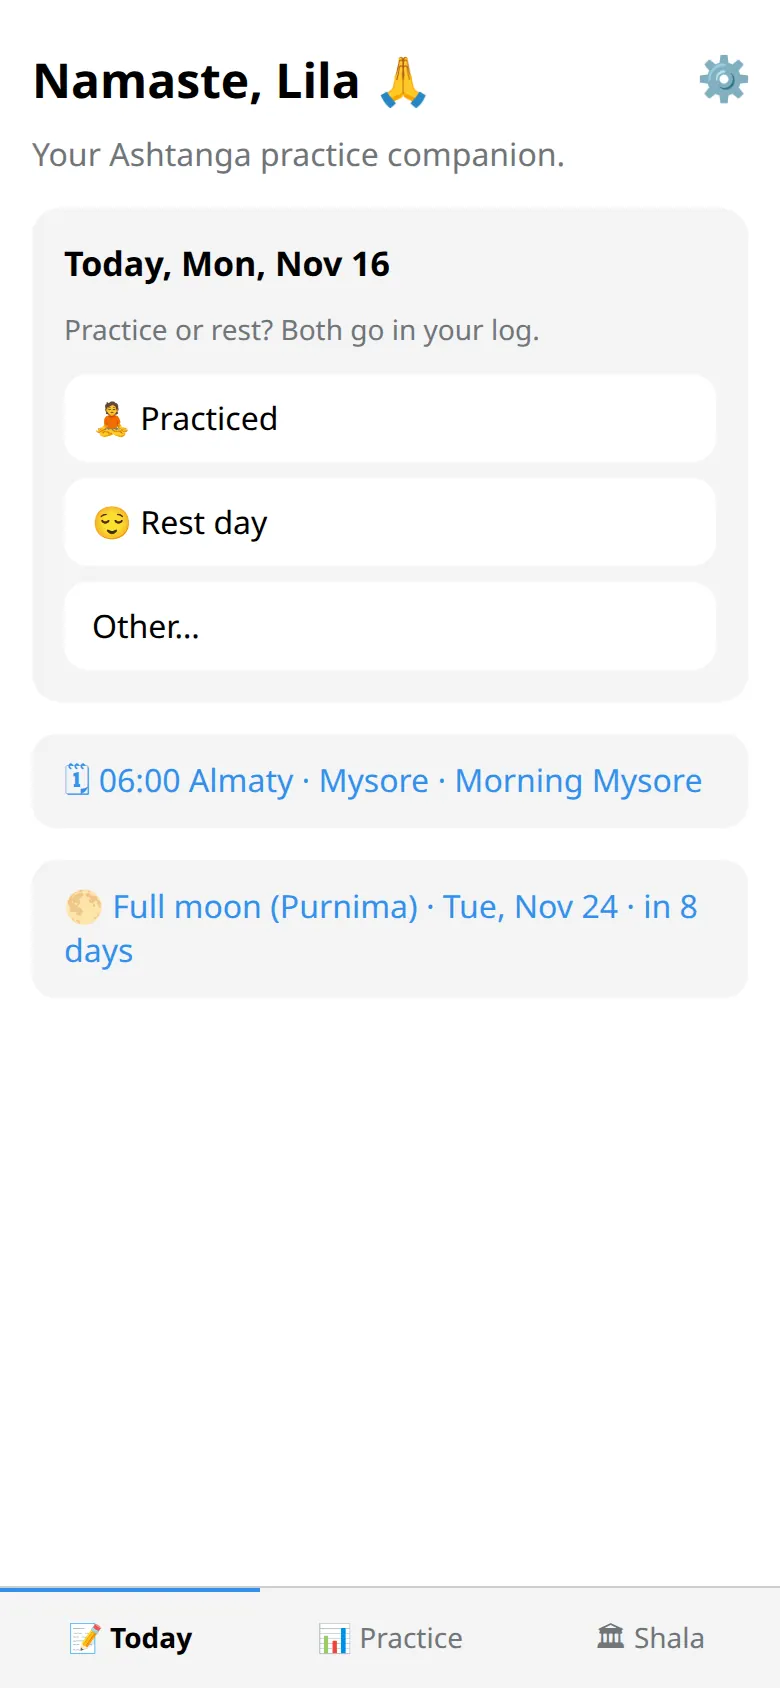 Namaste, Lila 🙏
Your Ashtanga practice companion.
Today, Mon, Nov 16
Practice or rest? Both go in your log.
🧘 Practiced
😌 Rest day
Other...
🗓 06:00 Almaty · Mysore · Morning Mysore
🌕 Full moon (Purnima) · Tue, Nov 24 · in 8
days
📝 Today
📊 Practice
🏛 Shala